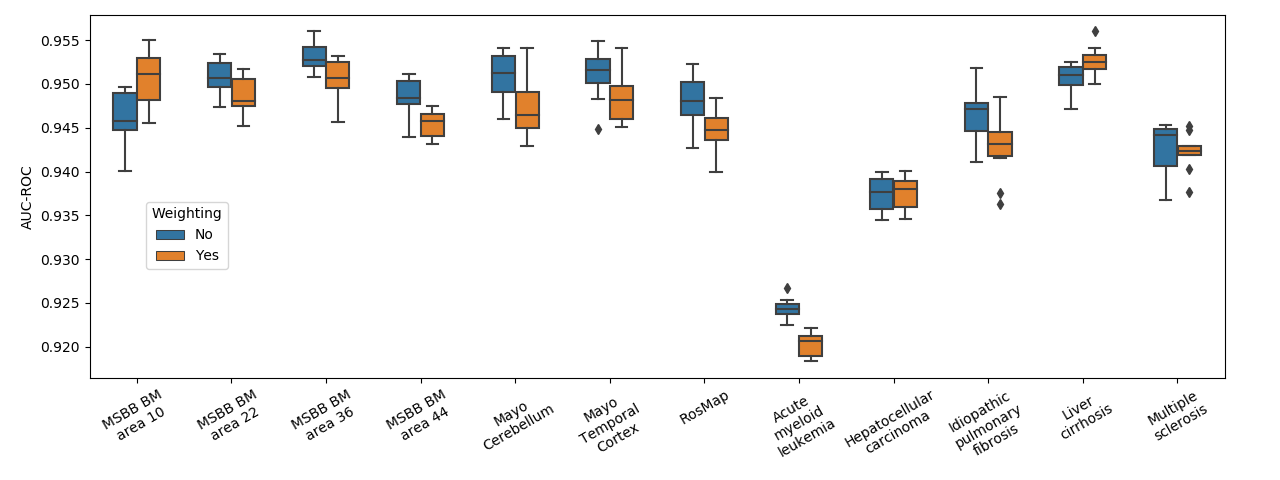 0.955
0.950
0.945
0.940
0.935
0.930
0.925
0.920
AUC-ROC
Weighting
No
Yes
MSBB BM
area 10
MSBB BM
area 22
MSBB BM
area 36
MSBB BM
area 44
Mayo
Cerebellum
Mayo
Temporal
Cortex
RosMap
Acute
myeloid
leukemia
Hepatocellular
carcinoma
Idiopathic
pulmonary
fibrosis
Liver
cirrhosis
Multiple
sclerosis